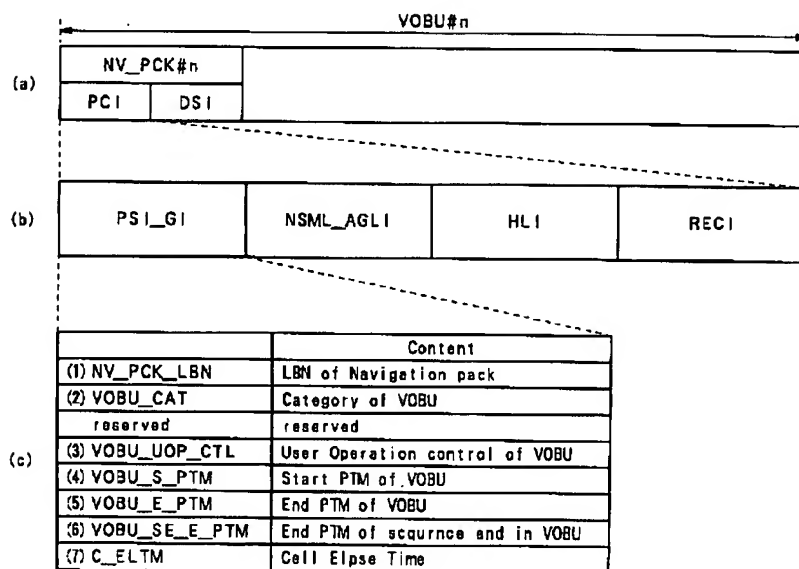 VOBU#n
(a)
NV_PCK#n
PCI DSI
(b)
PSI_GI NSML_AGLI HLI RECI
(c)
Content
(1) NV_PCK_LBN LBN of Navigation pack
(2) VOBU_CAT Category of VOBU
reserved reserved
(3) VOBU_UOP_CTL User Operation control of VOBU
(4) VOBU_S_PTM Start PTM of VOBU
(5) VOBU_E_PTM End PTM of VOBU
(6) VOBU_SE_E_PTM End PTM of scqurnce and in VOBU
(7) C_ELTM Cell Elpse Time